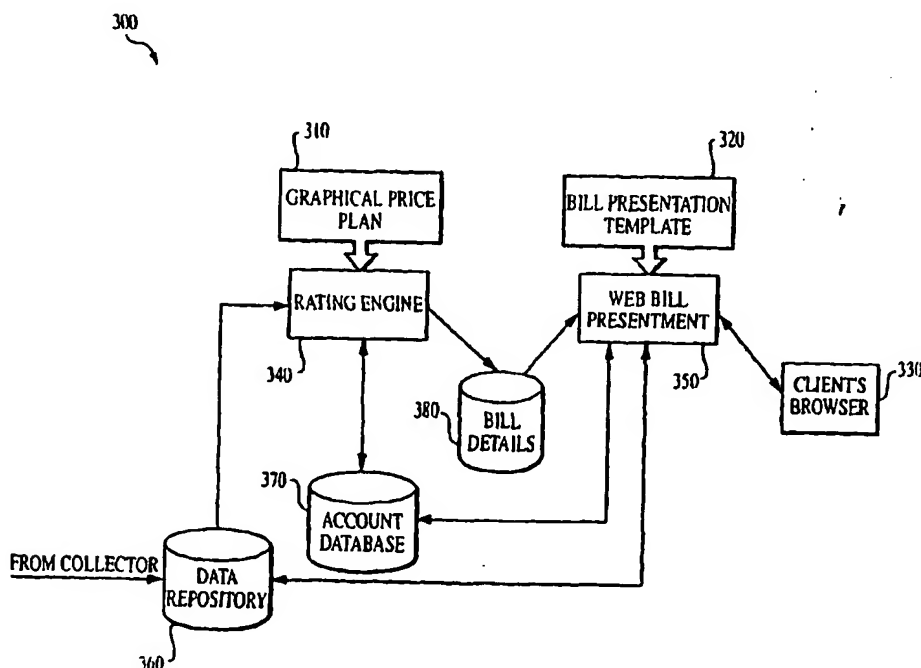 300
310
GRAPHICAL PRICE
PLAN
320
BILL PRESENTATION
TEMPLATE
RATING ENGINE
340
WEB BILL
PRESENTMENT
350
330
CLIENT'S
BROWSER
380
BILL
DETAILS
370
ACCOUNT
DATABASE
FROM COLLECTOR
DATA
REPOSITORY
360